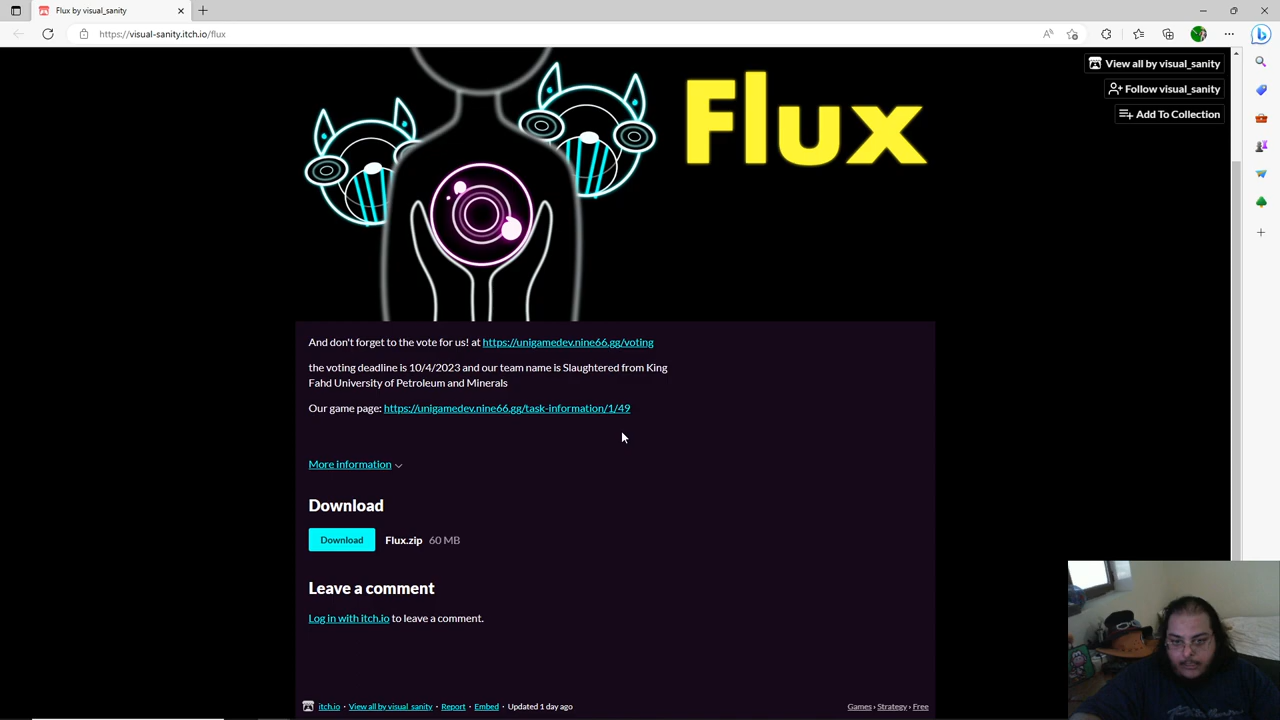 Flux by visual_sanity
https://visual-sanity.itch.io/flux
View all by visual_sanity
Follow visual_sanity
Add To Collection
Flux
And don't forget to the vote for us! at https://unigamedev.nine66.gg/voting
the voting deadline is 10/4/2023 and our team name is Slaughtered from King
Fahd University of Petroleum and Minerals
Our game page: https://unigamedev.nine66.gg/task-information/1/49
More information
Download
Download Flux.zip 60 MB
Leave a comment
Log in with itch.io to leave a comment.
itch.io · View all by visual_sanity · Report · Embed · Updated 1 day ago
Games › Strategy › Free